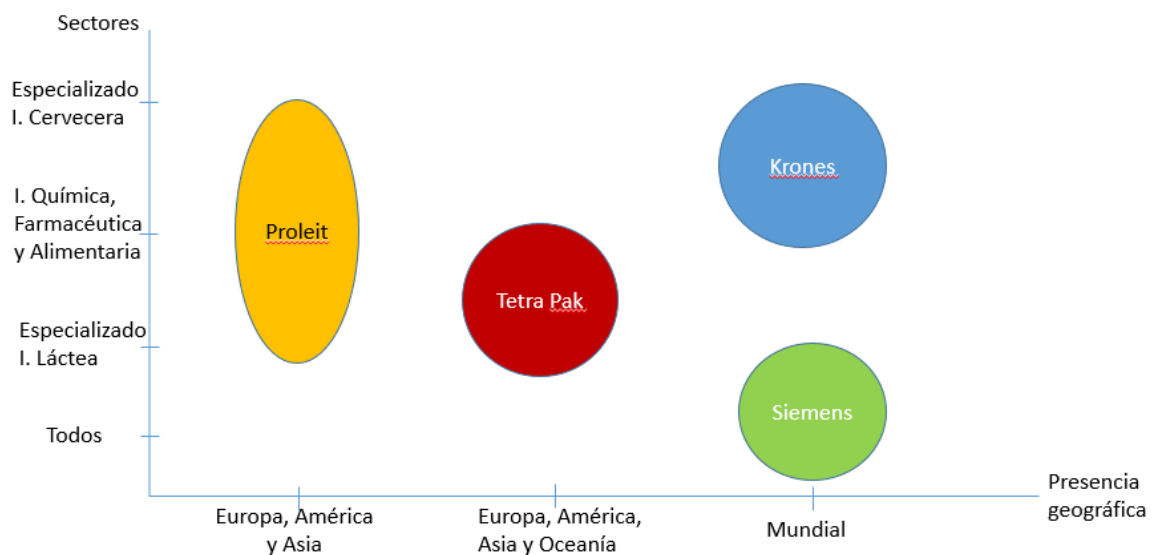 Sectores
Especializado
I. Cervecera
I. Química,
Farmacéutica
y Alimentaria
Especializado
I. Láctea
Todos
Proleit
Tetra Pak
Krones
Siemens
Europa, América
y Asia
Europa, América,
Asia y Oceanía
Mundial
Presencia
geográfica